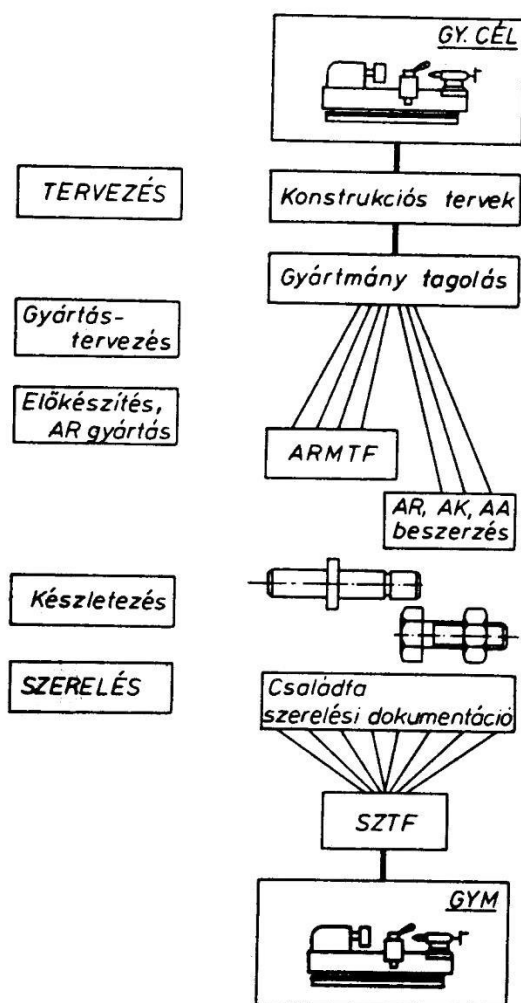 GY. CÉL
TERVEZÉS
Konstrukciós tervek
Gyártmány tagolás
Gyártás-
tervezés
Előkészítés,
AR gyártás
ARMTF
AR, AK, AA
beszerzés
Készletezés
SZERELÉS
Családfa
szerelési dokumentáció
SZTF
GYM